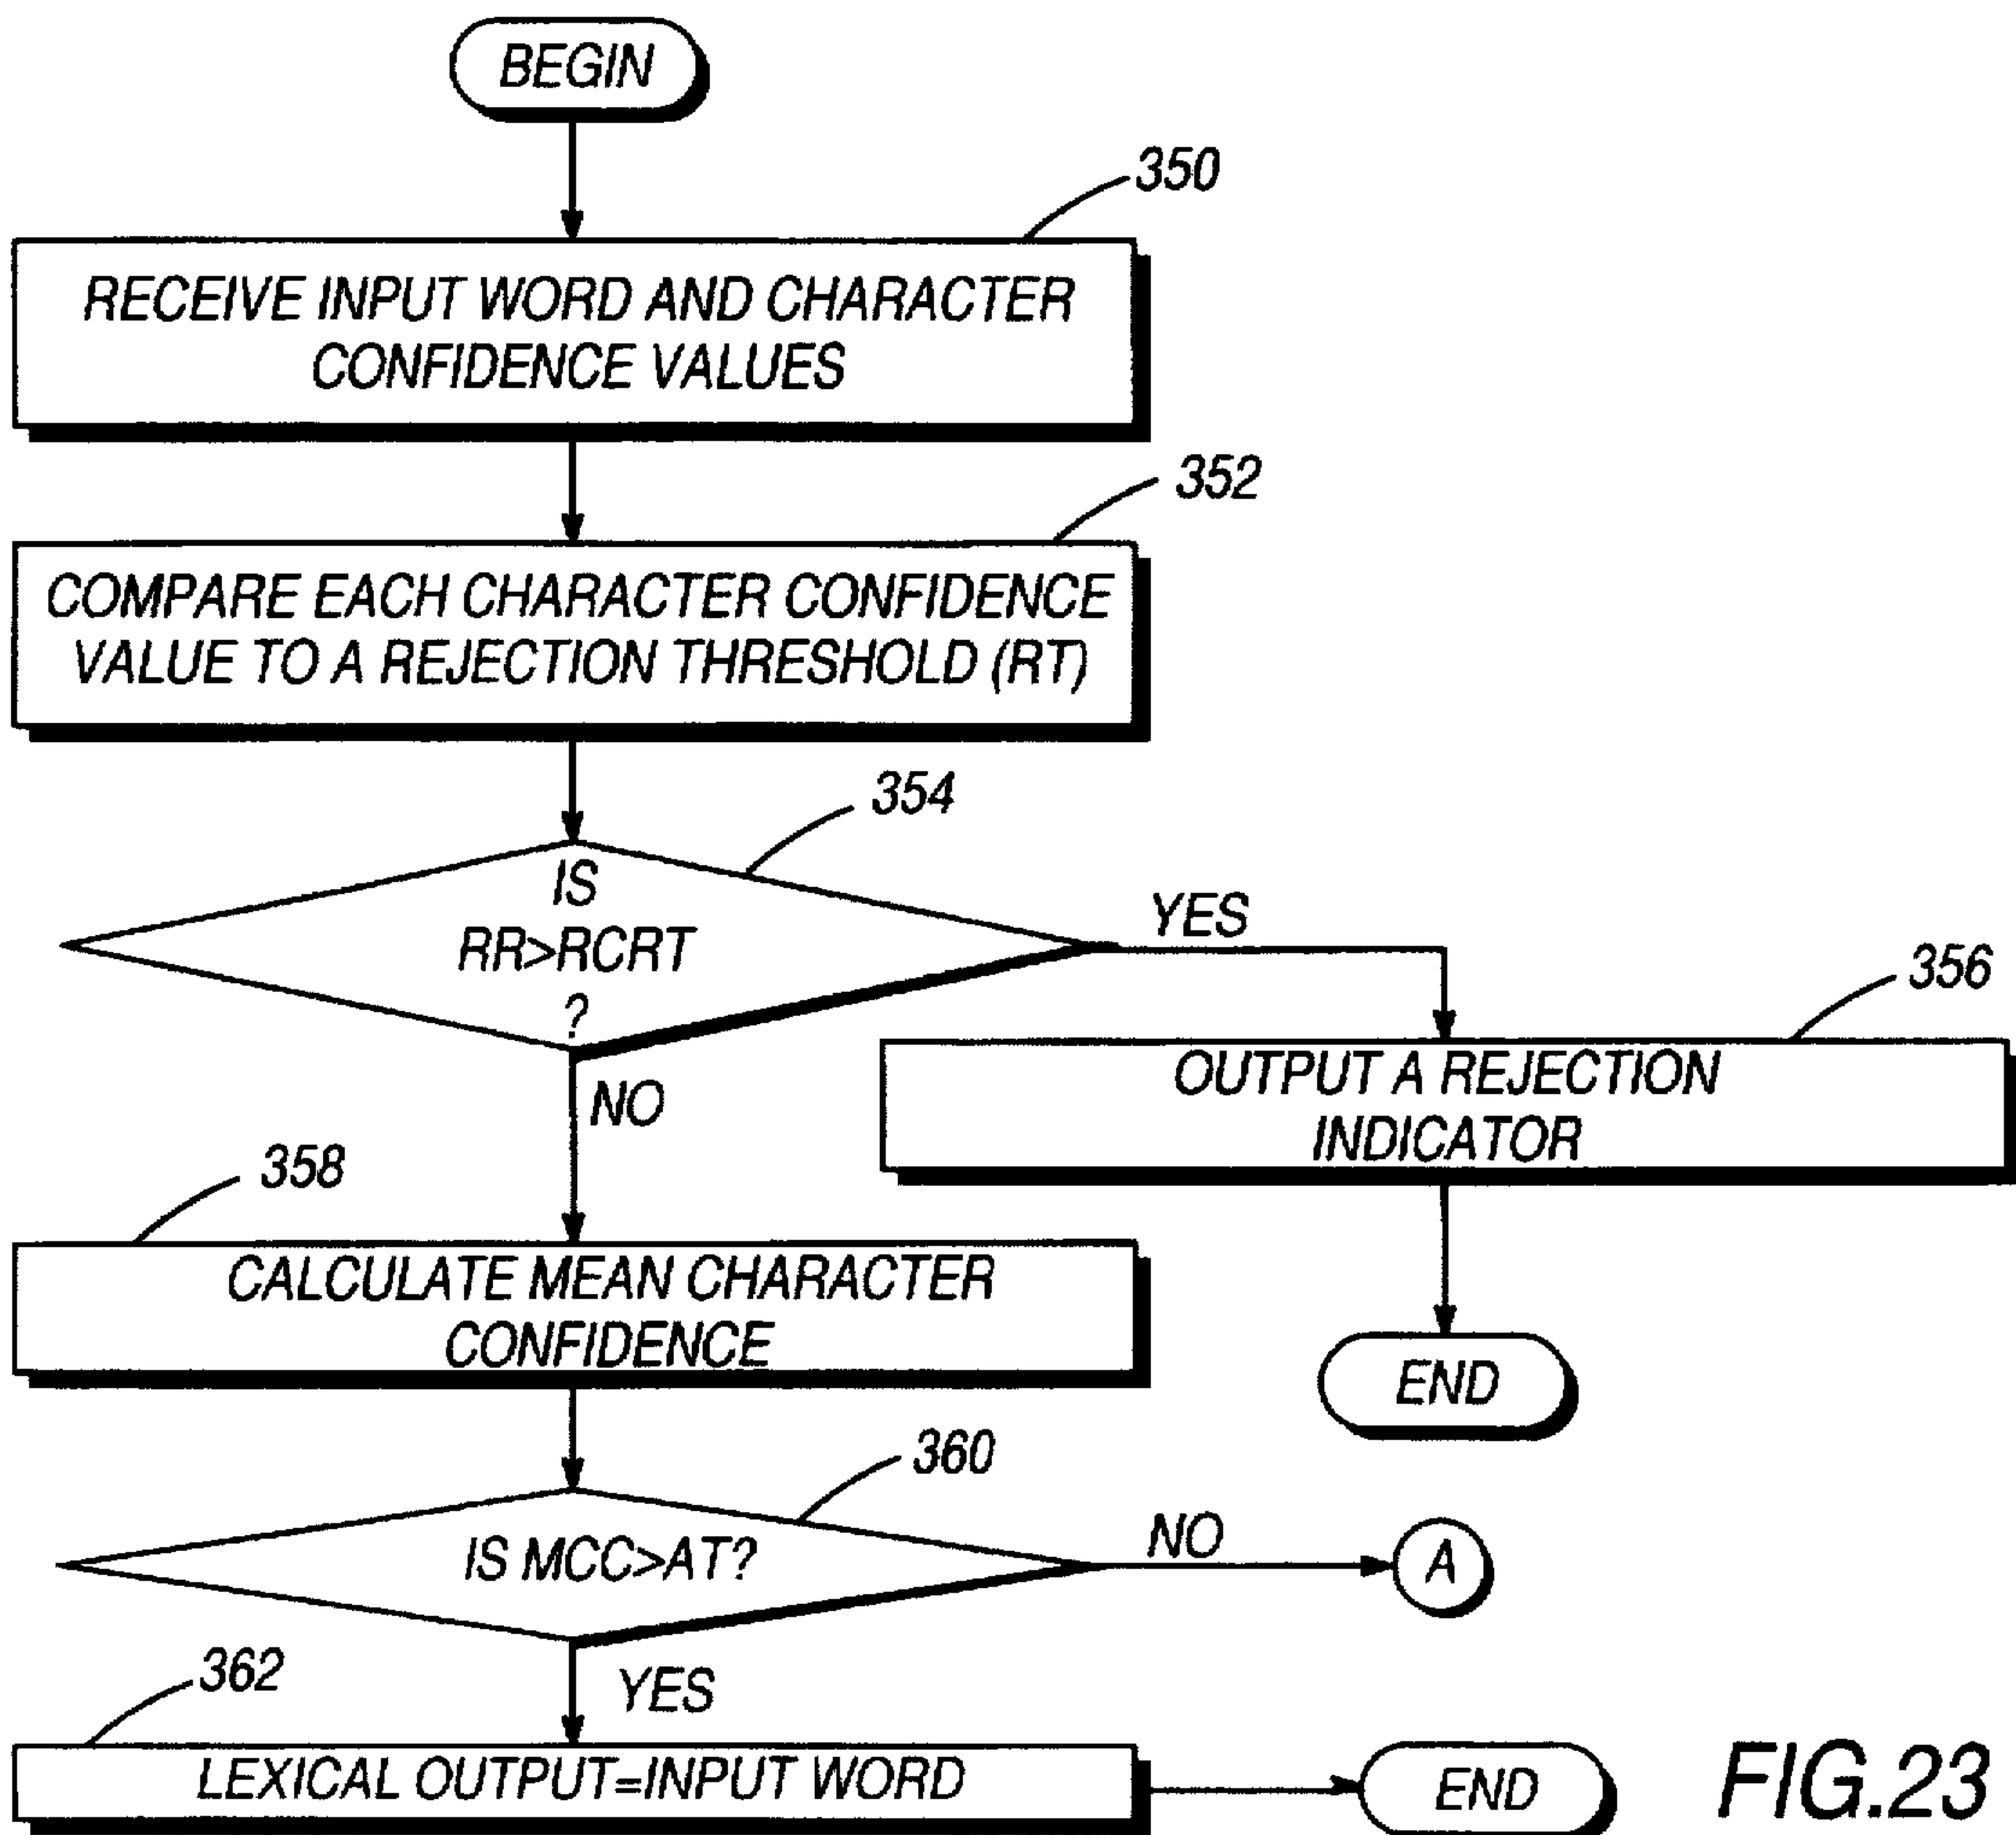 BEGIN
350
RECEIVE INPUT WORD AND CHARACTER
CONFIDENCE VALUES
352
COMPARE EACH CHARACTER CONFIDENCE
VALUE TO A REJECTION THRESHOLD (RT)
354
IS
RR>RCRT
?
YES
356
OUTPUT A REJECTION
INDICATOR
NO
358
CALCULATE MEAN CHARACTER
CONFIDENCE
END
360
IS MCC>AT?
NO
A
362
YES
LEXICAL OUTPUT=INPUT WORD
END
FIG.23